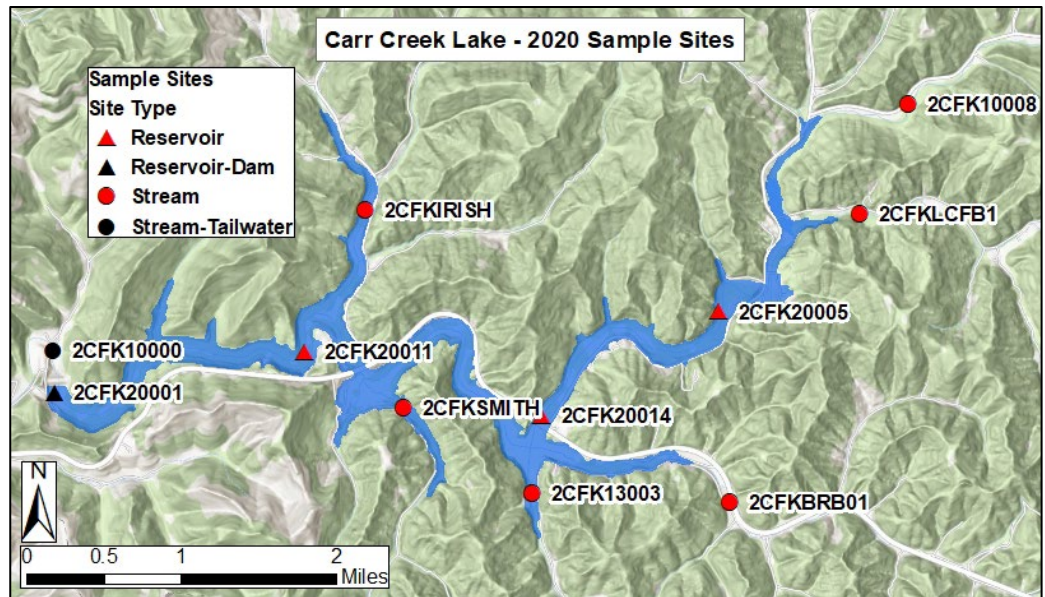 Carr Creek Lake - 2020 Sample Sites
Sample Sites
Site Type
Reservoir
Reservoir-Dam
Stream
Stream-Tailwater
2CFK10008
2CFKIRISH
2CFKLCFB1
2CFK20005
2CFK10000
2CFK20011
2CFK20001
2CFKSMITH
2CFK20014
2CFK13003
2CFKBRB01
N
0 0.5 1 2
Miles